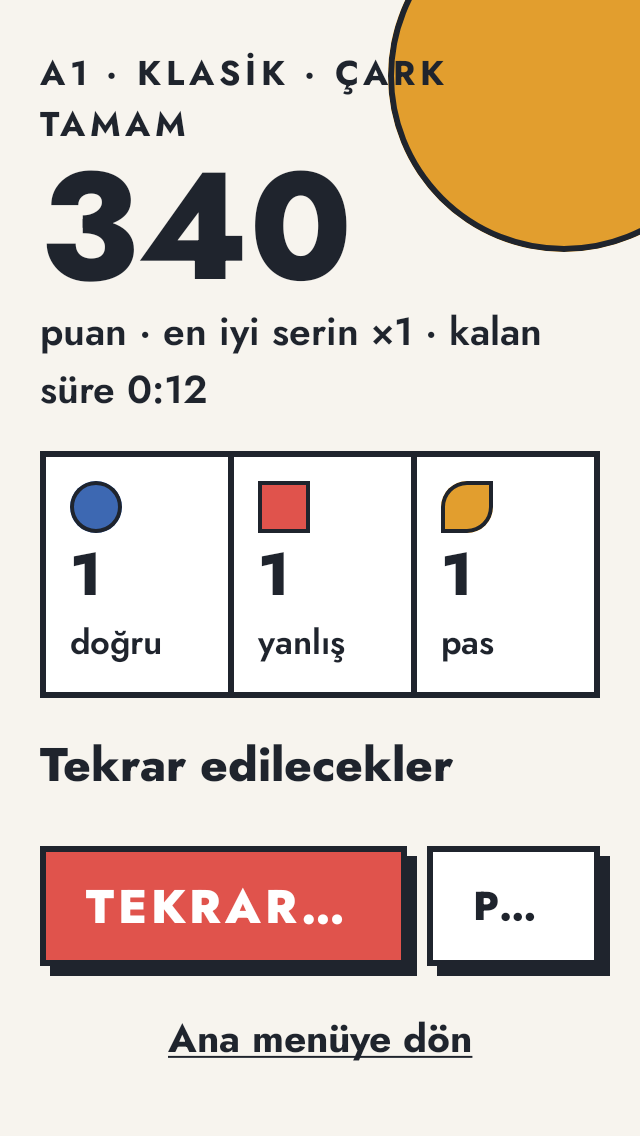 A1 · KLASİK · ÇARK
TAMAM
340
puan · en iyi serin ×1 · kalan
süre 0:12
1 1 1
doğru yanlış pas
Tekrar edilecekler
TEKRAR... P...
Ana menüye dön